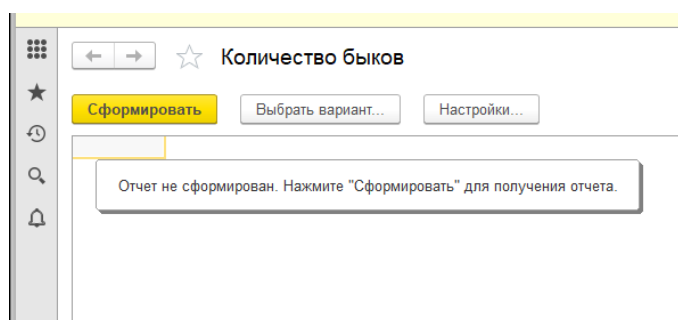 Количество быков
Сформировать Выбрать вариант... Настройки...
Отчет не сформирован. Нажмите "Сформировать" для получения отчета.